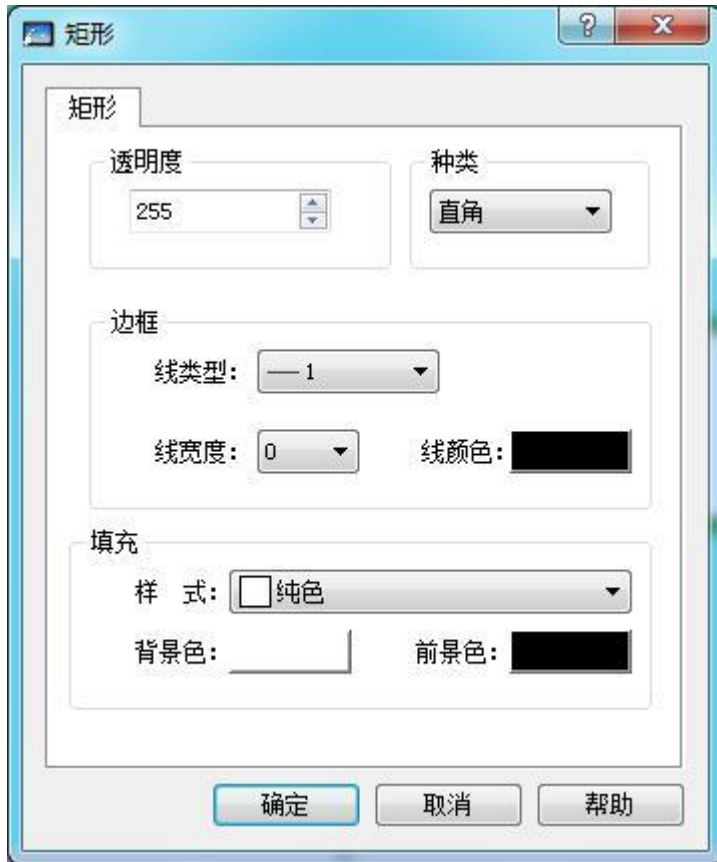 矩形
矩形
透明度
种类
255
直角
边框
线类型: 1
线宽度: 0
线颜色:
填充
样 式: 纯色
背景色:
前景色:
确定
取消
帮助